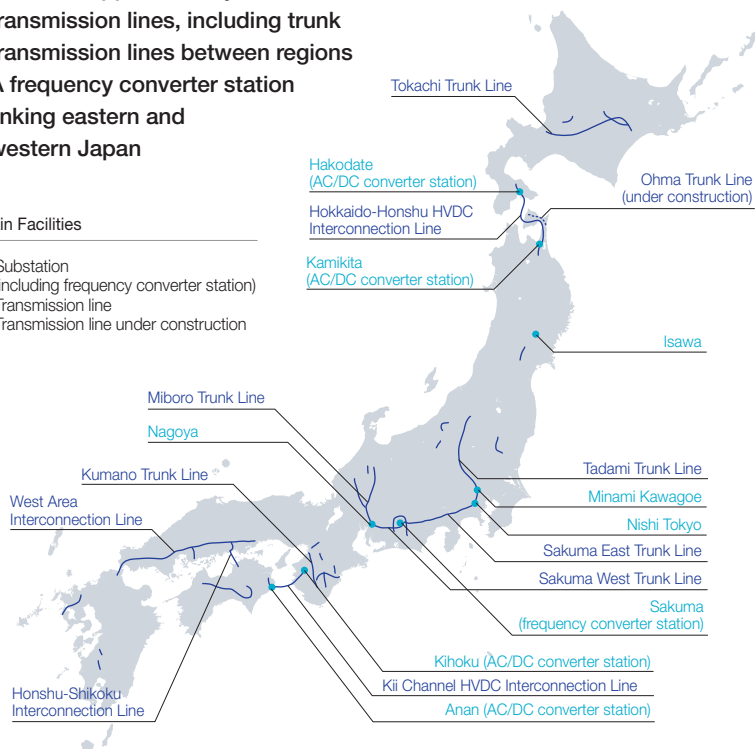 transmission lines, including trunk
transmission lines between regions
A frequency converter station
nking eastern and
western Japan
in Facilities
Substation
(including frequency converter station)
Transmission line
Transmission line under construction
Tokachi Trunk Line
Hakodate
(AC/DC converter station)
Ohma Trunk Line
(under construction)
Hokkaido-Honshu HVDC
Interconnection Line
Kamikita
(AC/DC converter station)
Isawa
Miboro Trunk Line
Nagoya
Kumano Trunk Line
West Area
Interconnection Line
Tadami Trunk Line
Minami Kawagoe
Nishi Tokyo
Sakuma East Trunk Line
Sakuma West Trunk Line
Sakuma
(frequency converter station)
Kihoku (AC/DC converter station)
Kii Channel HVDC Interconnection Line
Anan (AC/DC converter station)
Honshu-Shikoku
Interconnection Line